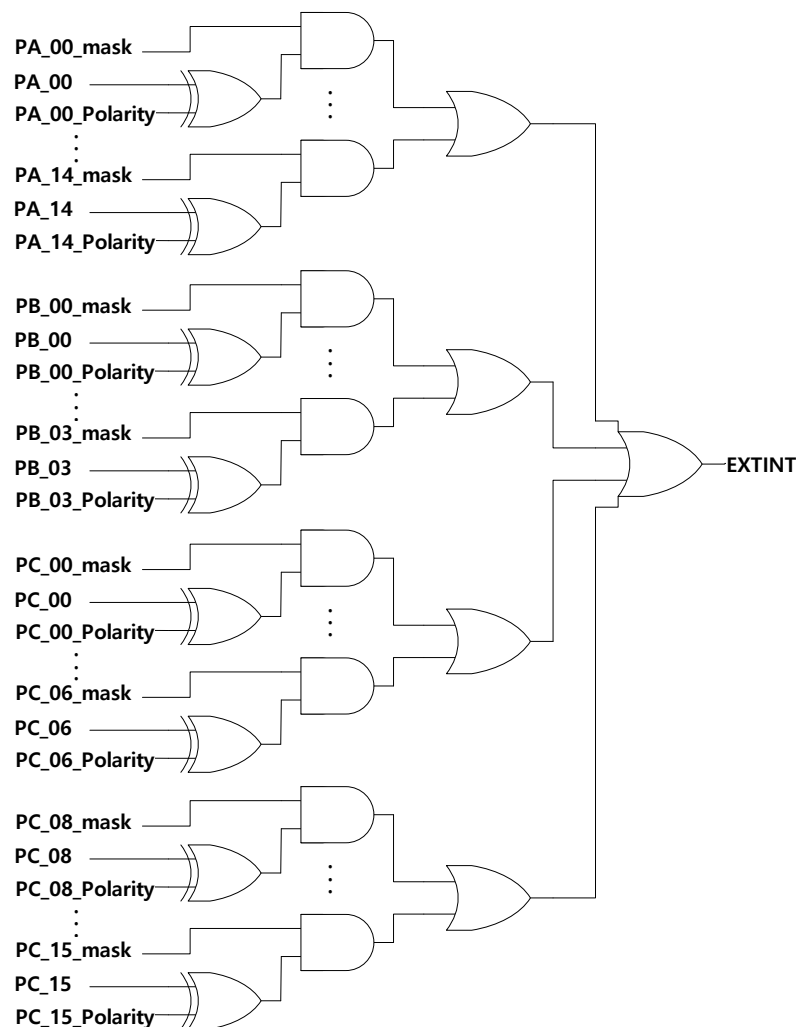 PA_00_mask
PA_00
PA_00_Polarity
PA_14_mask
PA_14
PA_14_Polarity
PB_00_mask
PB_00
PB_00_Polarity
PB_03_mask
PB_03
PB_03_Polarity
EXTINT
PC_00_mask
PC_00
PC_00_Polarity
PC_06_mask
PC_06
PC_06_Polarity
PC_08_mask
PC_08
PC_08_Polarity
PC_15_mask
PC_15
PC_15_Polarity